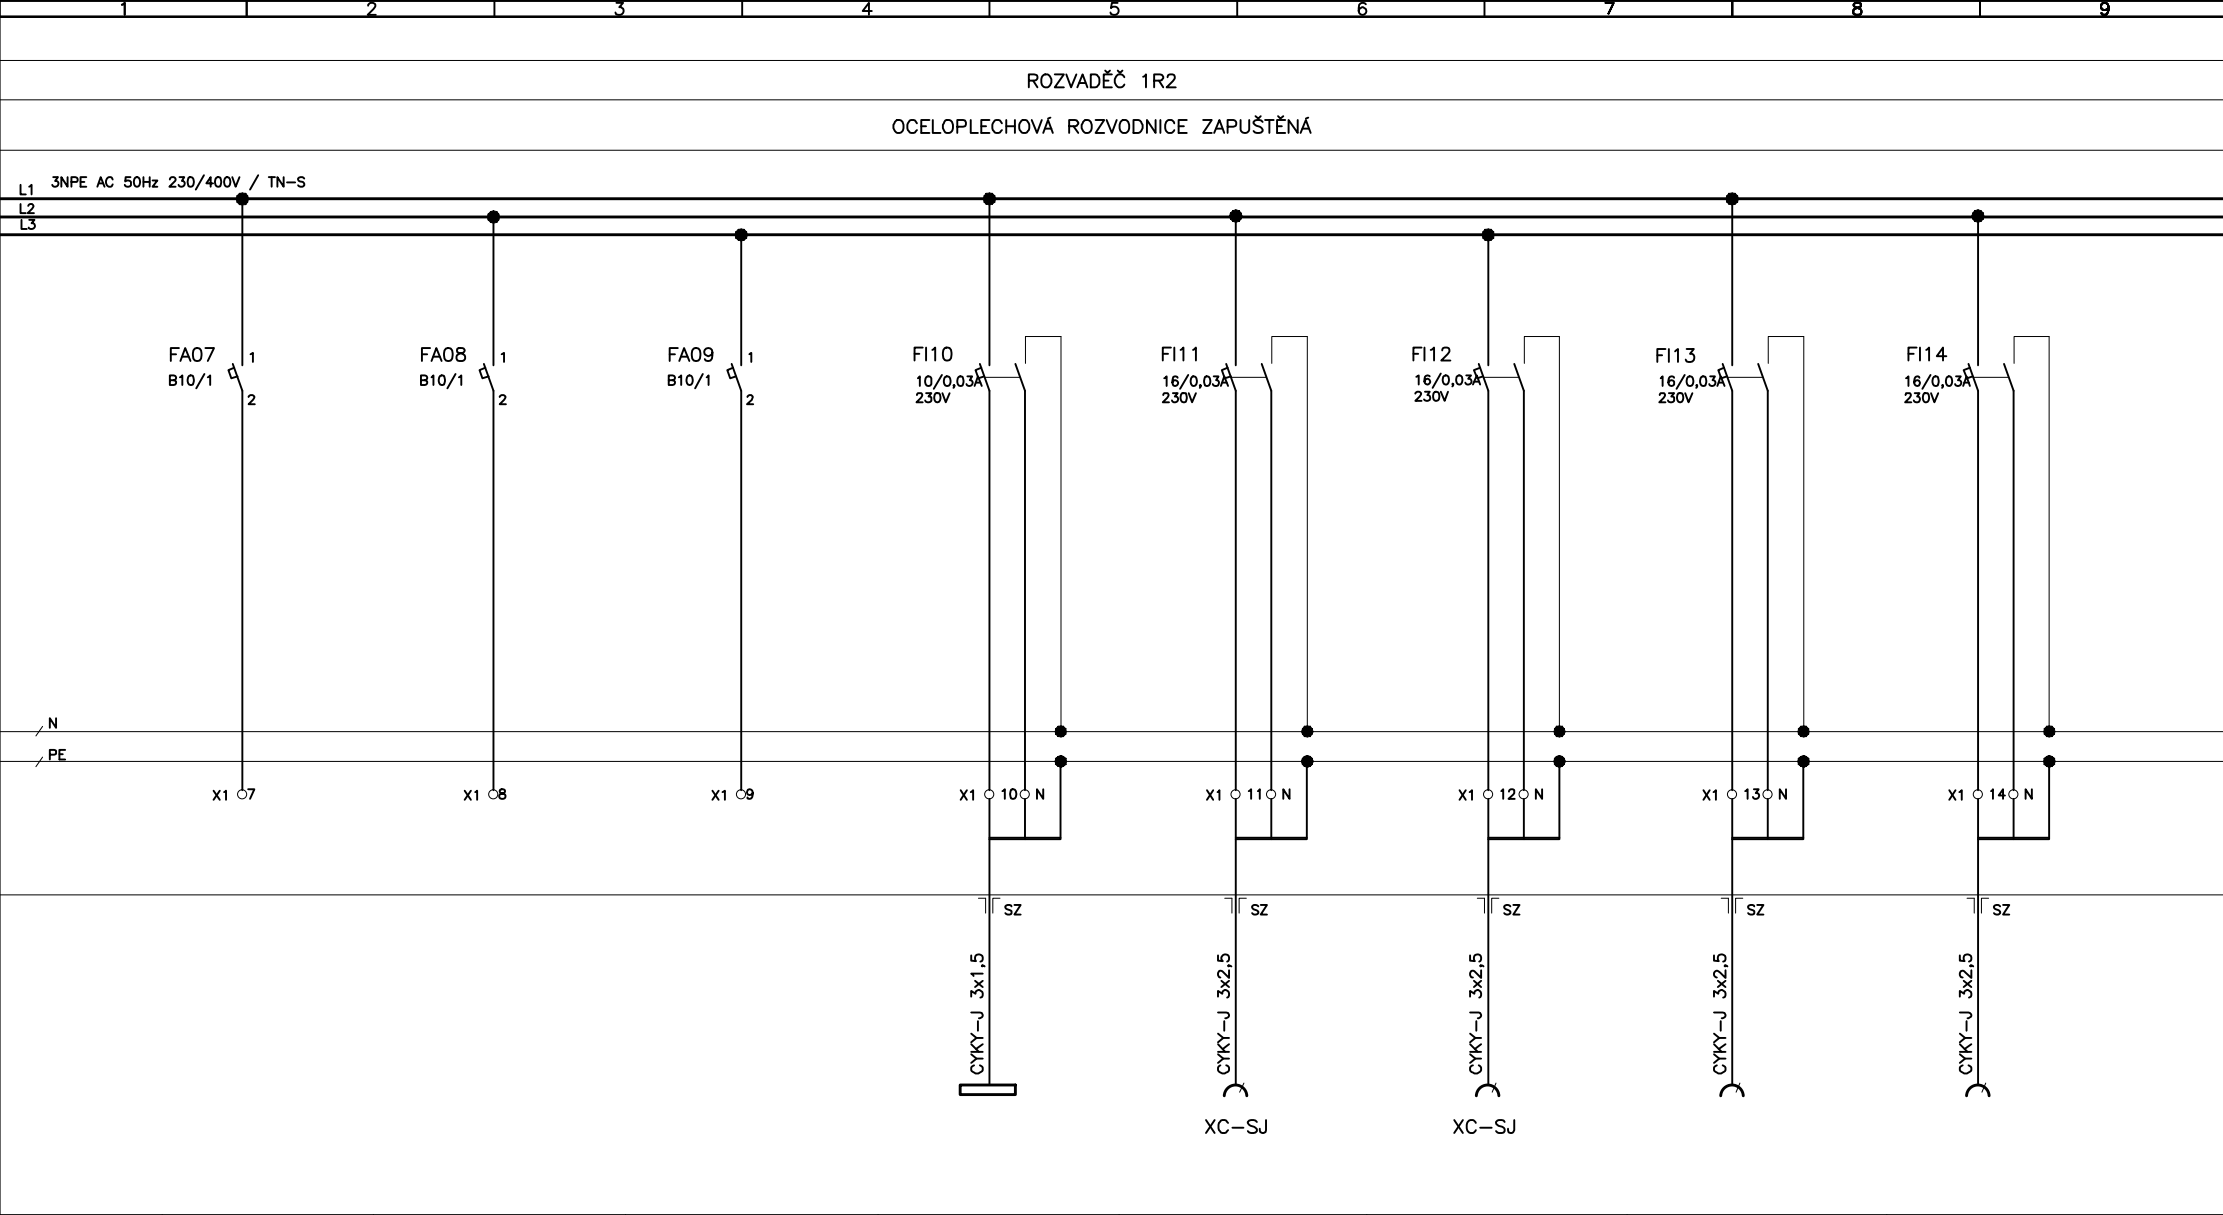 1 2 3 4 5 6 7 8 9
ROZVADĚČ 1R2
OCELOPLECHOVÁ ROZVODNICE ZAPUŠTĚNÁ
3NPE AC 50Hz 230/400V / TN-S
L1
L2
L3
FA07 1
B10/1
2
FA08 1
B10/1
2
FA09 1
B10/1
2
FI10
10/0,03A
230V
FI11
16/0,03A
230V
FI12
16/0,03A
230V
FI13
16/0,03A
230V
FI14
16/0,03A
230V
N
PE
X1 7
X1 8
X1 9
X1 10 N
X1 11 N
X1 12 N
X1 13 N
X1 14 N
SZ
SZ
SZ
SZ
SZ
CYKY-J 3x1,5
CYKY-J 3x2,5
CYKY-J 3x2,5
CYKY-J 3x2,5
CYKY-J 3x2,5
XC-SJ
XC-SJ